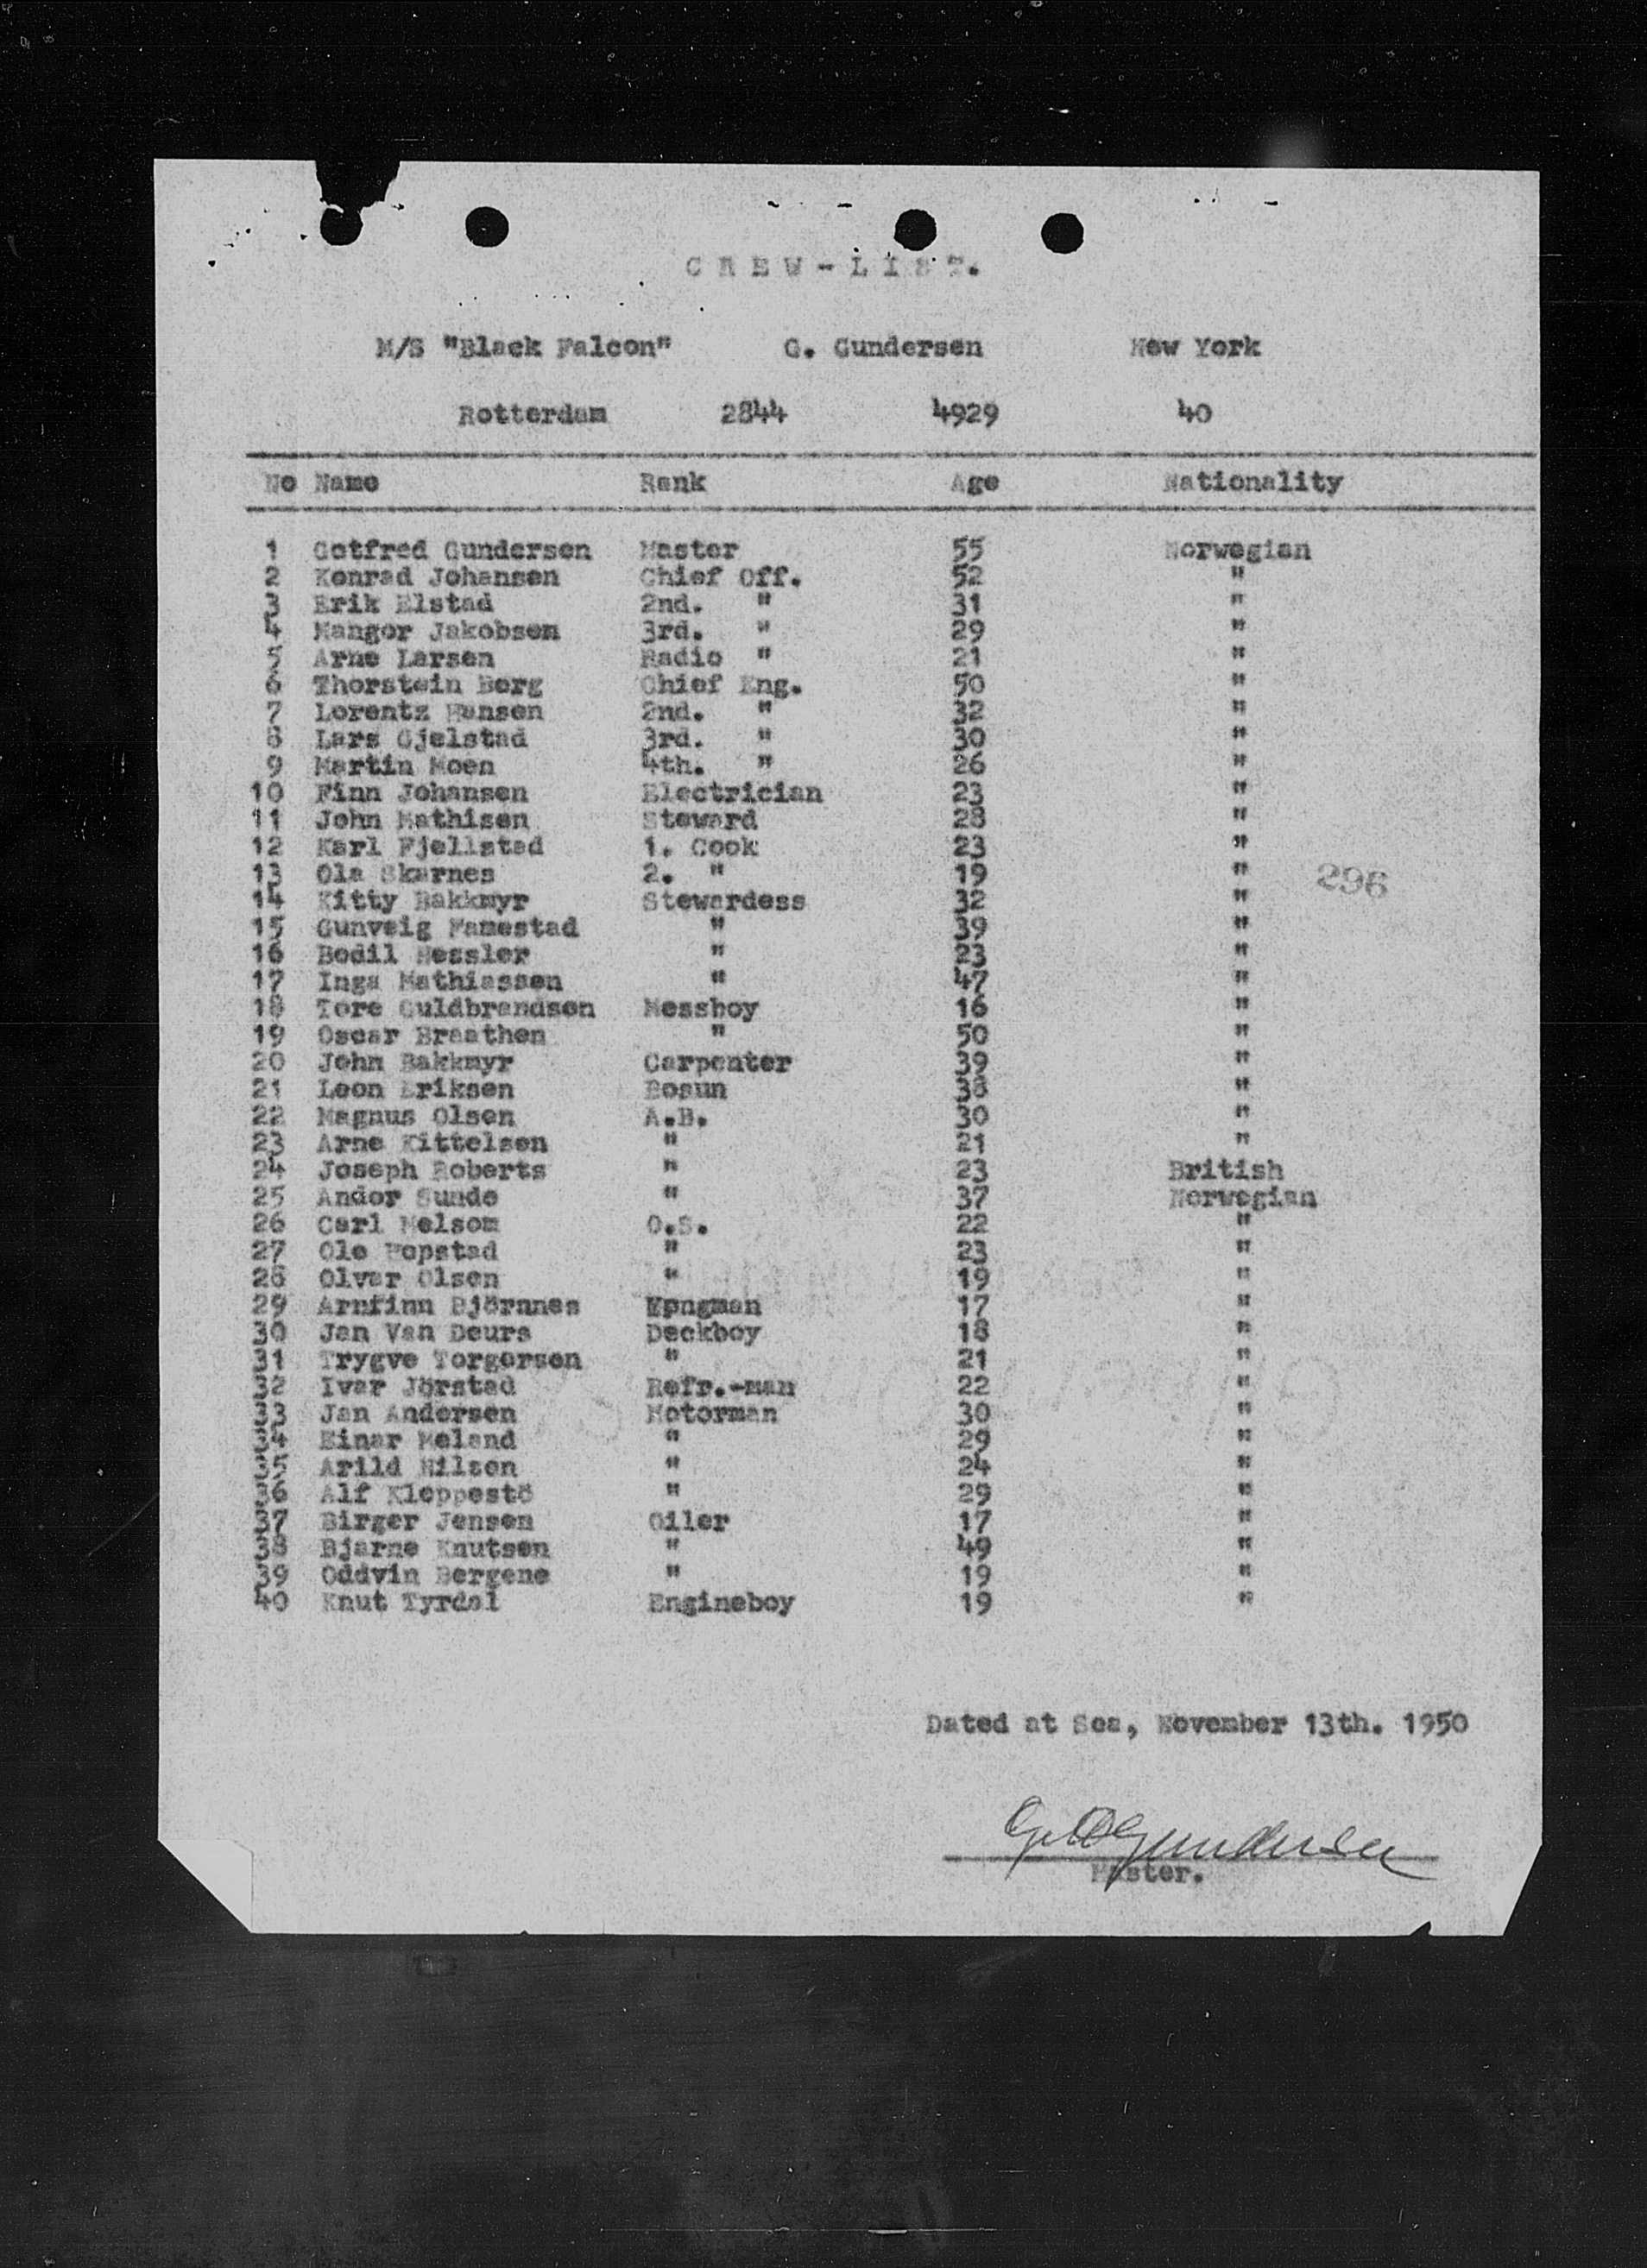 CREW-LIST.
M/S "Black Falcon" G. Gundersen New York
Rotterdam 2844 4929 40
No Name Rank Age Nationality
1 Gotfred Gundersen Master 55 Norwegian
2 Konrad Johansen Chief Off. 52 "
3 Erik Elstad 2nd. " 31 "
4 Mangor Jakobsen 3rd. " 29 "
5 Arne Larsen Radio " 21 "
6 Thorstein Berg Chief Eng. 50 "
7 Lorentz Hansen 2nd. " 32 "
8 Lars Gjelstad 3rd. " 30 "
9 Martin Moen 4th. " 26 "
10 Finn Johansen Electrician 23 "
11 John Mathisen Steward 28 "
12 Karl Fjellstad 1. Cook 23 "
13 Ola Skarnes 2. " 19 " 296
14 Kitty Bakkmyr Stewardess 32 "
15 Gunveig Famestad " 39 "
16 Bodil Hessler " 23 "
17 Inga Mathiassen " 47 "
18 Tore Guldbrandsen Messboy 16 "
19 Oscar Braathen " 50 "
20 John Bakkmyr Carpenter 39 "
21 Leon Eriksen Bosun 38 "
22 Magnus Olsen A.B. 30 "
23 Arne Kittelsen " 21 "
24 Joseph Roberts " 23 British
25 Andor Sunde " 37 Norwegian
26 Carl Melsom O.S. 22 "
27 Ole Hopstad " 23 "
28 Olvar Olsen " 19 "
29 Arnfinn Björnnes 17 "
30 Jan Van Deurs Deckboy 18 "
31 Trygve Torgersen " 21 "
32 Ivar Jörstad Refr.-man 22 "
33 Jan Andersen Motorman 30 "
34 Einar Meland " 29 "
35 Arild Nilsen " 24 "
36 Alf Kleppestö " 29 "
37 Birger Jensen Oiler 17 "
38 Bjarne Knutsen " 49 "
39 Oddvin Bergene " 19 "
40 Knut Tyrdal Engineboy 19 "
Dated at Sea, November 13th. 1950
Gundersen
Master.